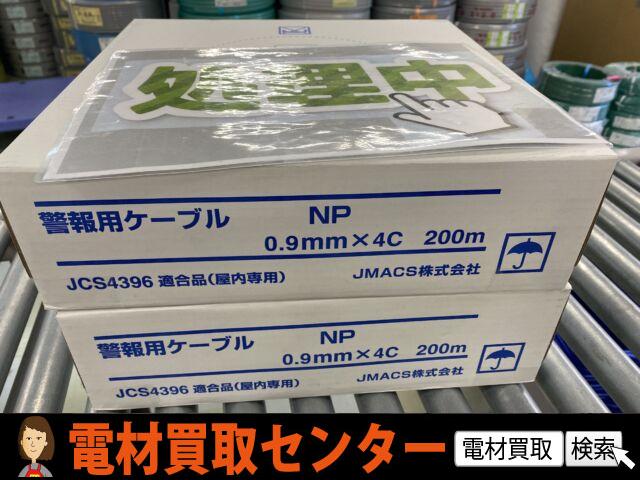 処理中
警報用ケーブル NP
0.9mm×4C 200m
JCS4396 適合品(屋内専用) JMACS株式会社
警報用ケーブル NP
0.9mm×4C 200m
JCS4396 適合品(屋内専用) JMACS株式会社
電材買取センター 電材買取 検索